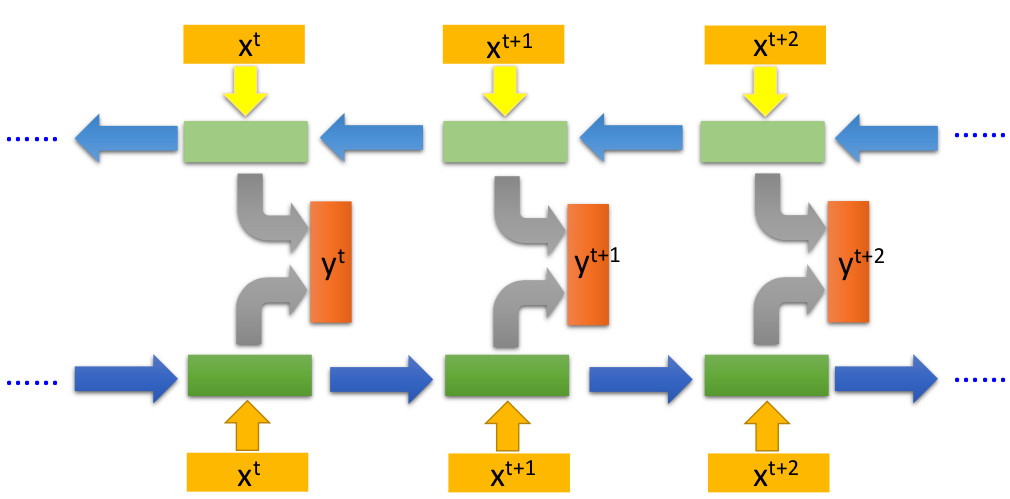 x^t x^t+1 x^t+2
...... ......
y^t y^t+1 y^t+2
...... ......
x^t x^t+1 x^t+2